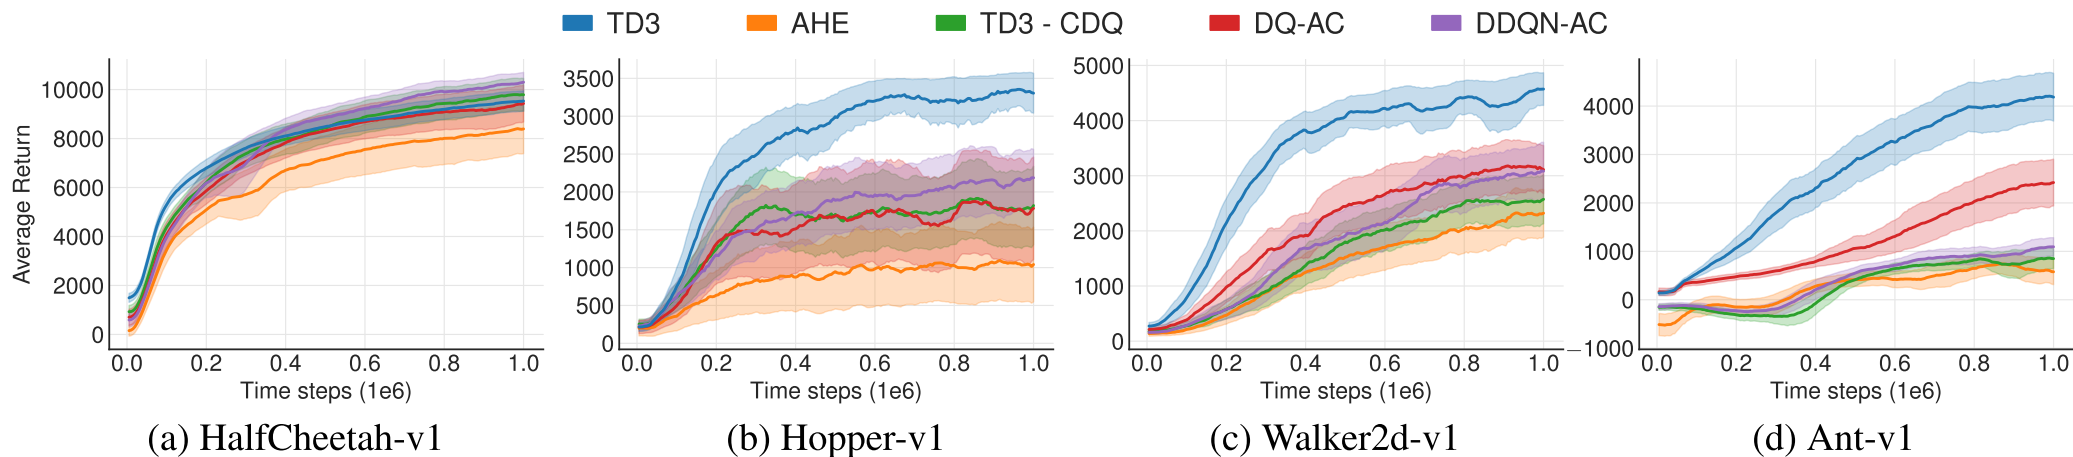 TD3 AHE TD3 - CDQ DQ-AC DDQN-AC
Average Return
10000
8000
6000
4000
2000
0
0.0 0.2 0.4 0.6 0.8 1.0
Time steps (1e6)
(a) HalfCheetah-v1
3500
3000
2500
2000
1500
1000
500
0
0.0 0.2 0.4 0.6 0.8 1.0
Time steps (1e6)
(b) Hopper-v1
5000
4000
3000
2000
1000
0
0.0 0.2 0.4 0.6 0.8 1.0
Time steps (1e6)
(c) Walker2d-v1
4000
3000
2000
1000
0
−1000
0.0 0.2 0.4 0.6 0.8 1.0
Time steps (1e6)
(d) Ant-v1